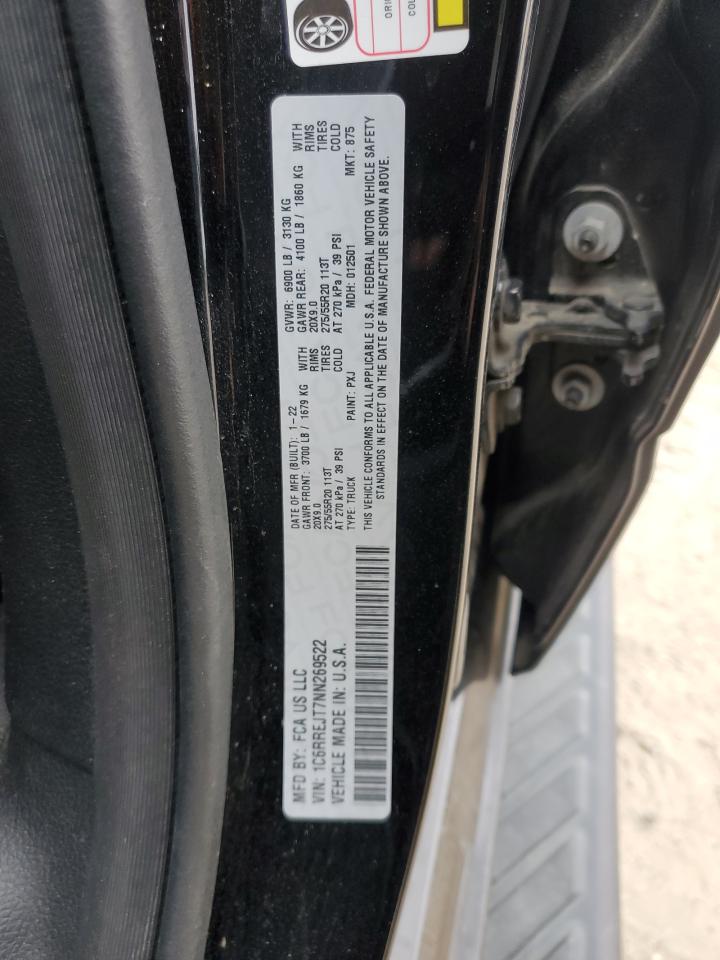 ORI
COL
MFD BY: FCA US LLC
VIN: 1C6RREJT7NN269522
VEHICLE MADE IN: U.S.A.
DATE OF MFR (BUILT): 1-22 GVWR: 6900 LB / 3130 KG
GAWR FRONT: 3700 LB / 1679 KG WITH GAWR REAR: 4100 LB / 1860 KG WITH
20X9.0 RIMS 20X9.0 RIMS
275/55R20 113T TIRES 275/55R20 113T TIRES
AT 270 kPa / 39 PSI COLD AT 270 kPa / 39 PSI COLD
TYPE: TRUCK PAINT: PXJ MDH: 012501 MKT: 875
THIS VEHICLE CONFORMS TO ALL APPLICABLE U.S.A. FEDERAL MOTOR VEHICLE SAFETY
STANDARDS IN EFFECT ON THE DATE OF MANUFACTURE SHOWN ABOVE.